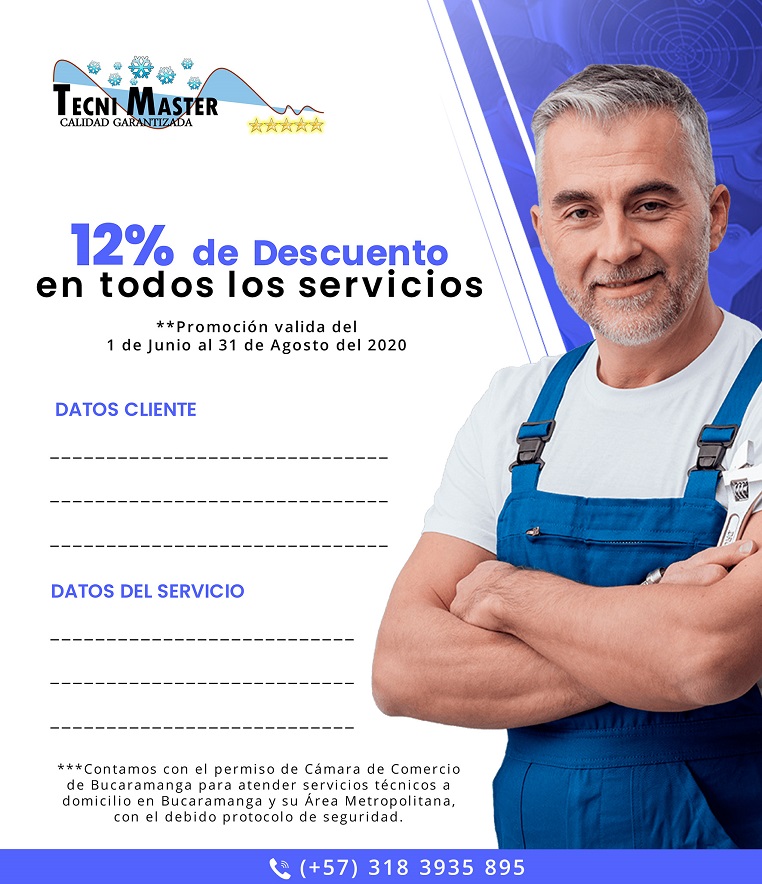 TECNI MASTER
CALIDAD GARANTIZADA
12% de Descuento
en todos los servicios
**Promoción valida del
1 de Junio al 31 de Agosto del 2020
DATOS CLIENTE
DATOS DEL SERVICIO
***Contamos con el permiso de Cámara de Comercio
de Bucaramanga para atender servicios técnicos a
domicilio en Bucaramanga y su Área Metropolitana,
con el debido protocolo de seguridad.
(+57) 318 3935 895